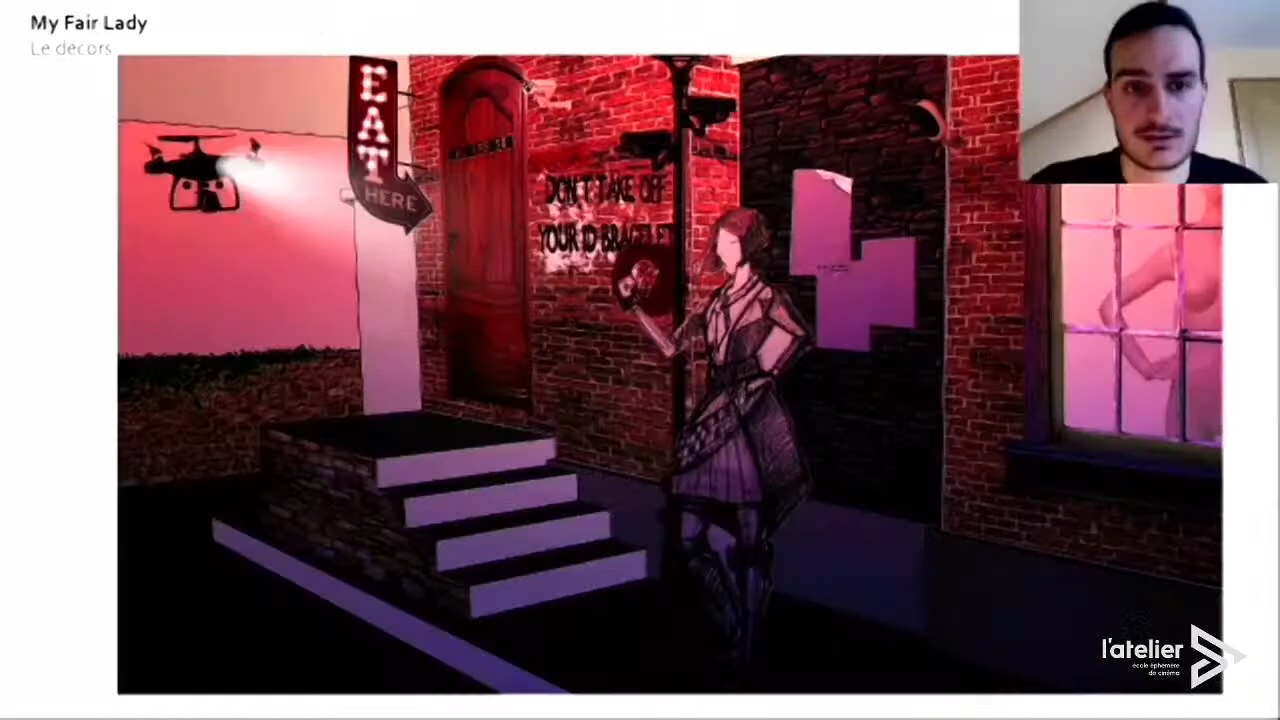 My Fair Lady
Le décors
EAT
HERE
DON'T TAKE OFF
YOUR ID BRACELET
l'atelier
école éphémère
de cinéma